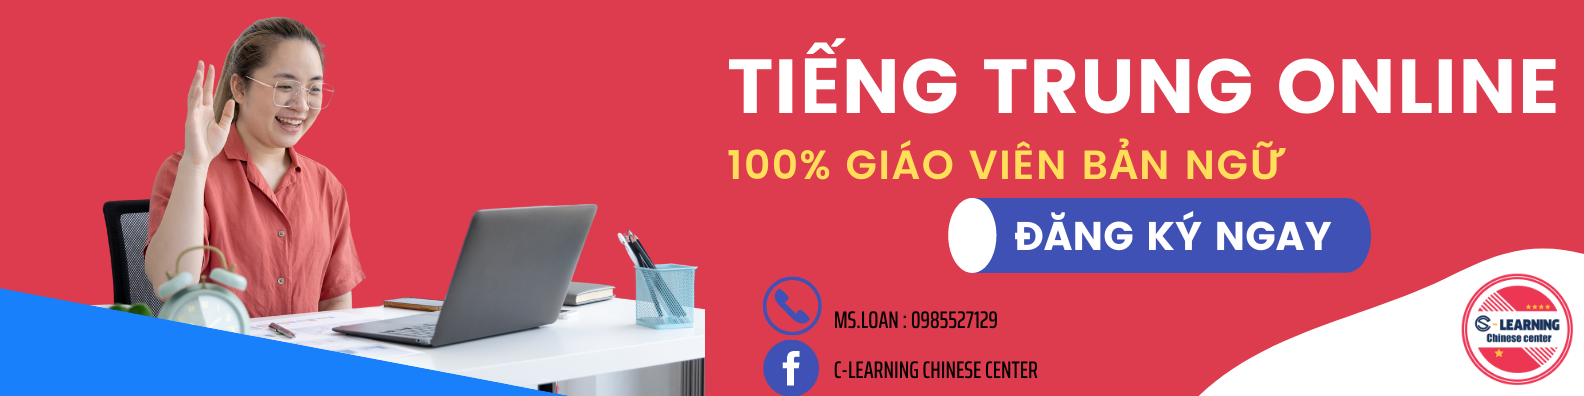 TIẾNG TRUNG ONLINE
100% GIÁO VIÊN BẢN NGỮ
ĐĂNG KÝ NGAY
MS.LOAN : 0985527129
C-LEARNING CHINESE CENTER
C - LEARNING
Chinese center